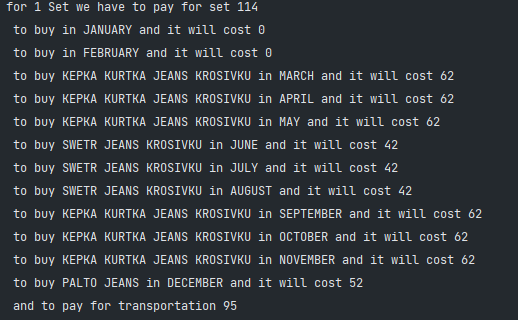 for 1 Set we have to pay for set 114
to buy in JANUARY and it will cost 0
to buy in FEBRUARY and it will cost 0
to buy KEPKA KURTKA JEANS KROSIVKU in MARCH and it will cost 62
to buy KEPKA KURTKA JEANS KROSIVKU in APRIL and it will cost 62
to buy KEPKA KURTKA JEANS KROSIVKU in MAY and it will cost 62
to buy SWETR JEANS KROSIVKU in JUNE and it will cost 42
to buy SWETR JEANS KROSIVKU in JULY and it will cost 42
to buy SWETR JEANS KROSIVKU in AUGUST and it will cost 42
to buy KEPKA KURTKA JEANS KROSIVKU in SEPTEMBER and it will cost 62
to buy KEPKA KURTKA JEANS KROSIVKU in OCTOBER and it will cost 62
to buy KEPKA KURTKA JEANS KROSIVKU in NOVEMBER and it will cost 62
to buy PALTO JEANS in DECEMBER and it will cost 52
and to pay for transportation 95